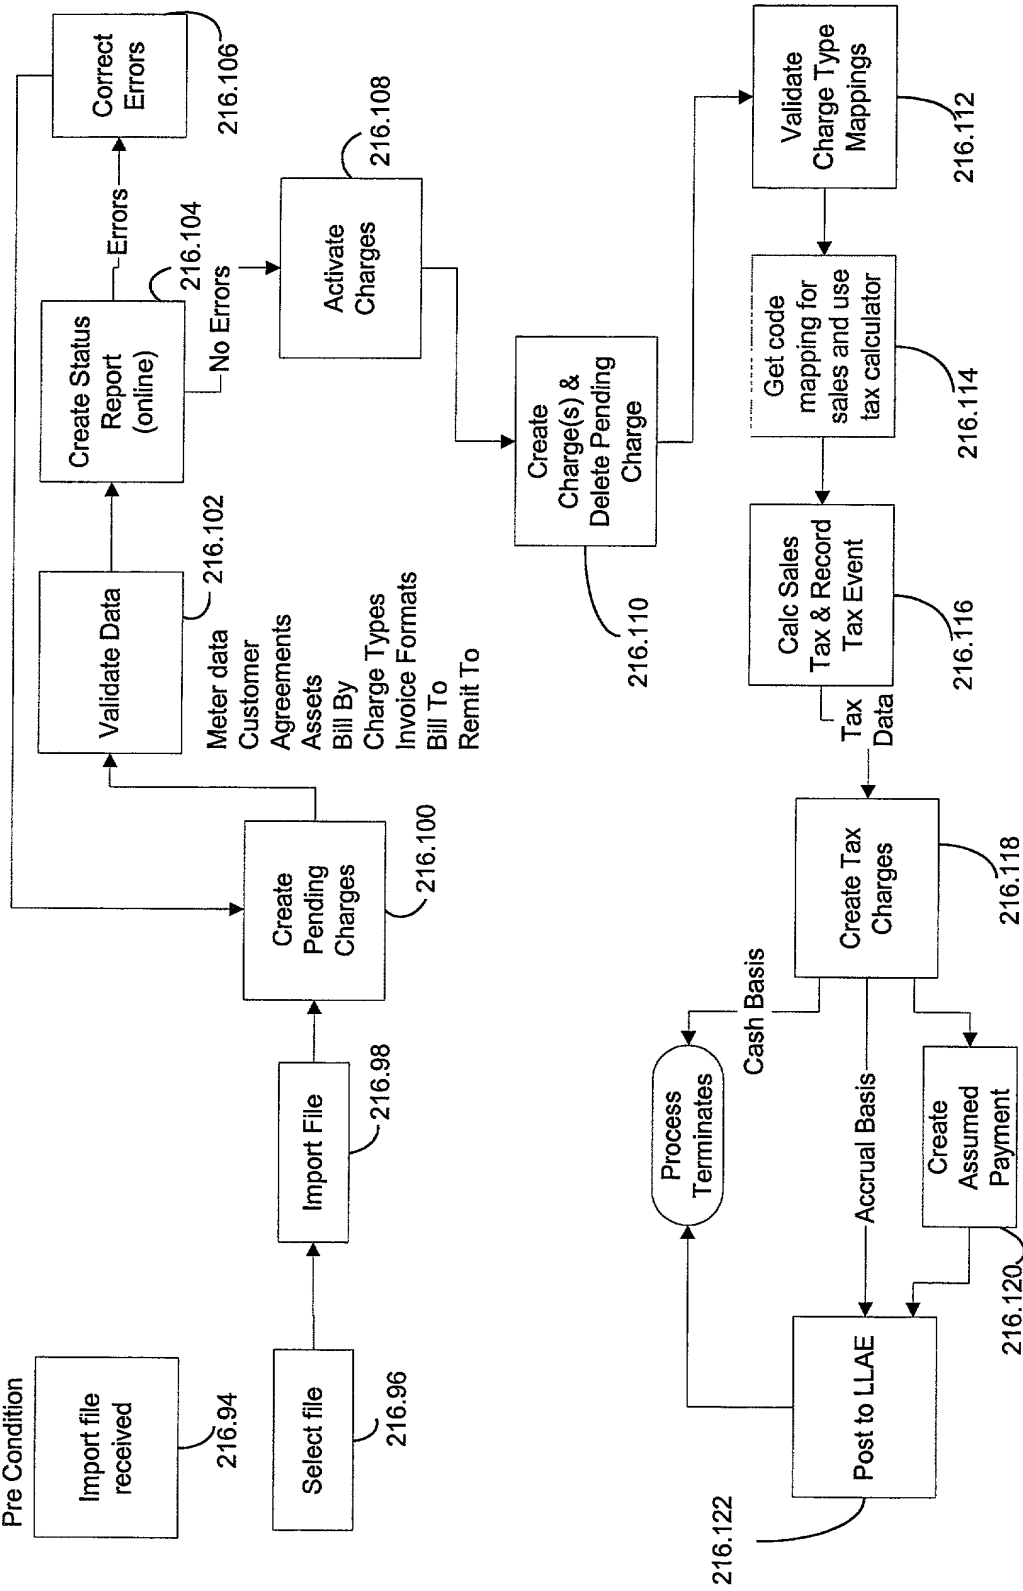 Pre Condition
Import file
received
216.94
Select file
216.96
Import File
216.98
Create
Pending
Charges
216.100
Validate Data
216.102
Meter data
Customer
Agreements
Assets
Bill By
Charge Types
Invoice Formats
Bill To
Remit To
Create Status
Report
(online)
216.104
Errors
No Errors
Correct
Errors
216.106
Activate
Charges
216.108
Create
Charge(s) &
Delete Pending
Charge
216.110
Validate
Charge Type
Mappings
216.112
Get code
mapping for
sales and use
tax calculator
216.114
Calc Sales
Tax & Record
Tax Event
216.116
Tax
Data
Create Tax
Charges
216.118
Cash Basis
Accrual Basis
Process
Terminates
Create
Assumed
Payment
216.120
Post to LLAE
216.122